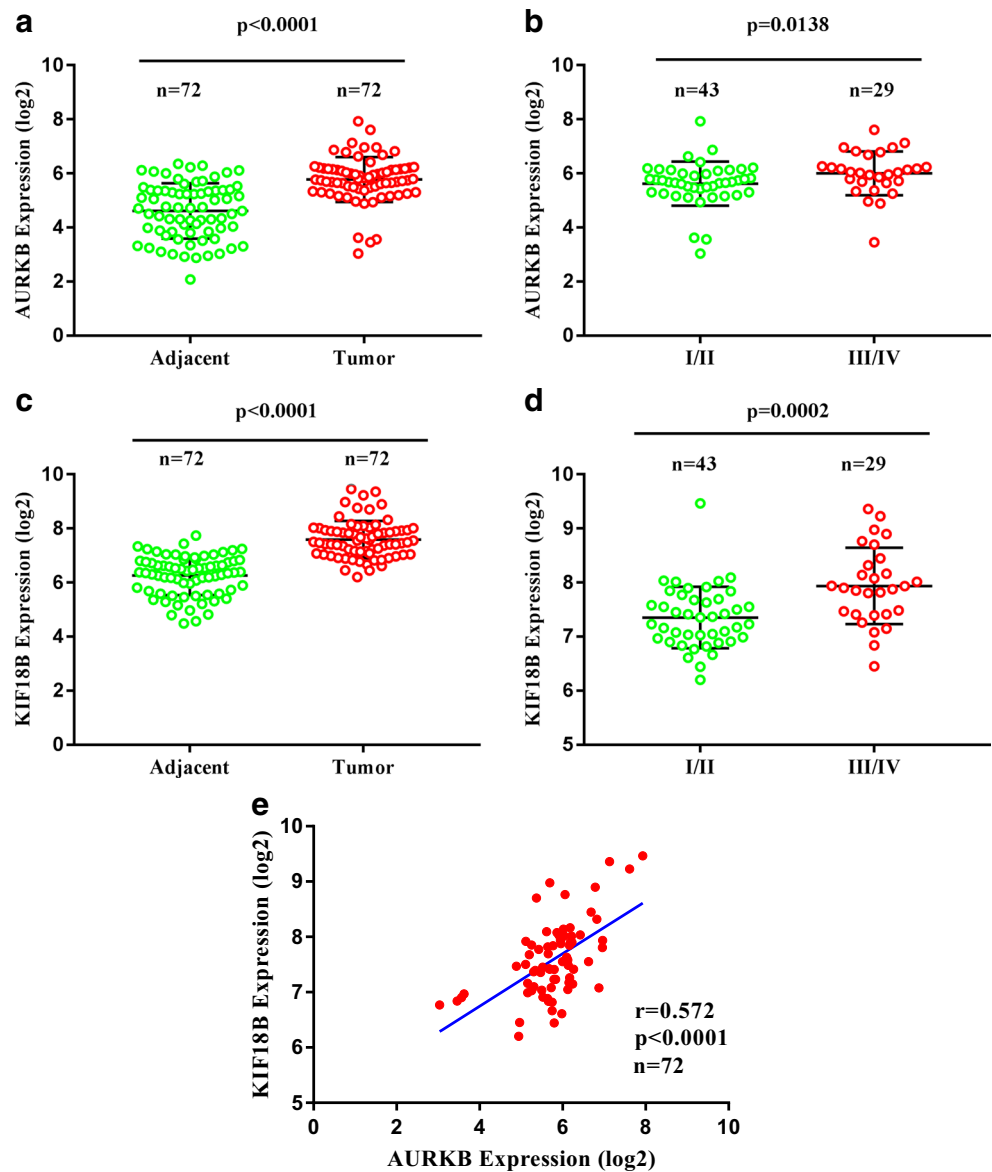 a
p<0.0001
n=72
n=72
AURKB Expression (log2)
10
8
6
4
2
0
Adjacent
Tumor
b
p=0.0138
n=43
n=29
AURKB Expression (log2)
10
8
6
4
2
0
I/II
III/IV
c
p<0.0001
n=72
n=72
KIF18B Expression (log2)
10
8
6
4
2
0
Adjacent
Tumor
d
p=0.0002
n=43
n=29
KIF18B Expression (log2)
10
9
8
7
6
5
I/II
III/IV
e
KIF18B Expression (log2)
10
9
8
7
6
5
r=0.572
p<0.0001
n=72
0
2
4
6
8
10
AURKB Expression (log2)